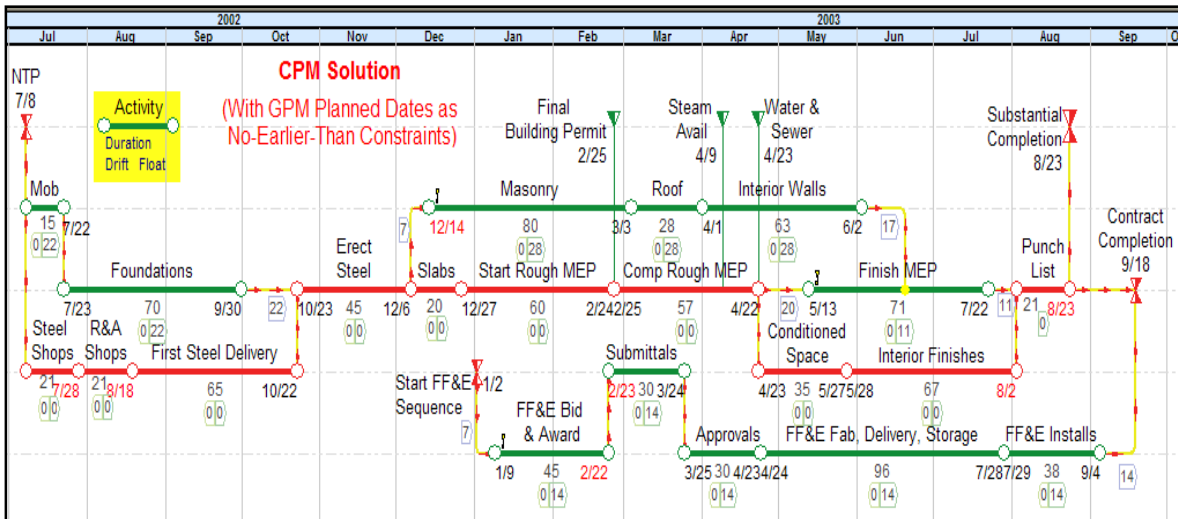 2002 2003
Jul Aug Sep Oct Nov Dec Jan Feb Mar Apr May Jun Jul Aug Sep O
NTP
7/8
Activity
Duration
Drift Float
CPM Solution
(With GPM Planned Dates as
No-Earlier-Than Constraints)
Final
Building Permit
2/25
Steam
Avail
4/9
Water &
Sewer
4/23
Substantial
Completion
8/23
Mob
15
7/22
0 22
7
12/14
Masonry
80
0 28
3/3
Roof
28
0 28
4/1
Interior Walls
63
0 28
6/2
17
Contract
Completion
9/18
Foundations
7/23
70
0 22
9/30
22
10/23
Erect
Steel
45
0 0
12/6
Slabs
20
0 0
12/27
Start Rough MEP
60
0 0
2/24
2/25
Comp Rough MEP
57
0 0
4/22
20
5/13
Finish MEP
71
0 11
7/22
11
Punch
List
21
0
8/23
Steel
Shops
21
7/28
0 0
R&A
Shops
21
8/18
0 0
First Steel Delivery
65
0 0
10/22
Start FF&E
Sequence
1/2
7
Submittals
2/23
30
0 14
3/24
Conditioned
Space
4/23
35
0 0
5/27
5/28
Interior Finishes
67
0 0
8/2
FF&E Bid
& Award
1/9
45
0 14
2/22
Approvals
3/25
30
0 14
4/23
4/24
FF&E Fab, Delivery, Storage
96
0 14
7/28
7/29
FF&E Installs
38
0 14
9/4
14